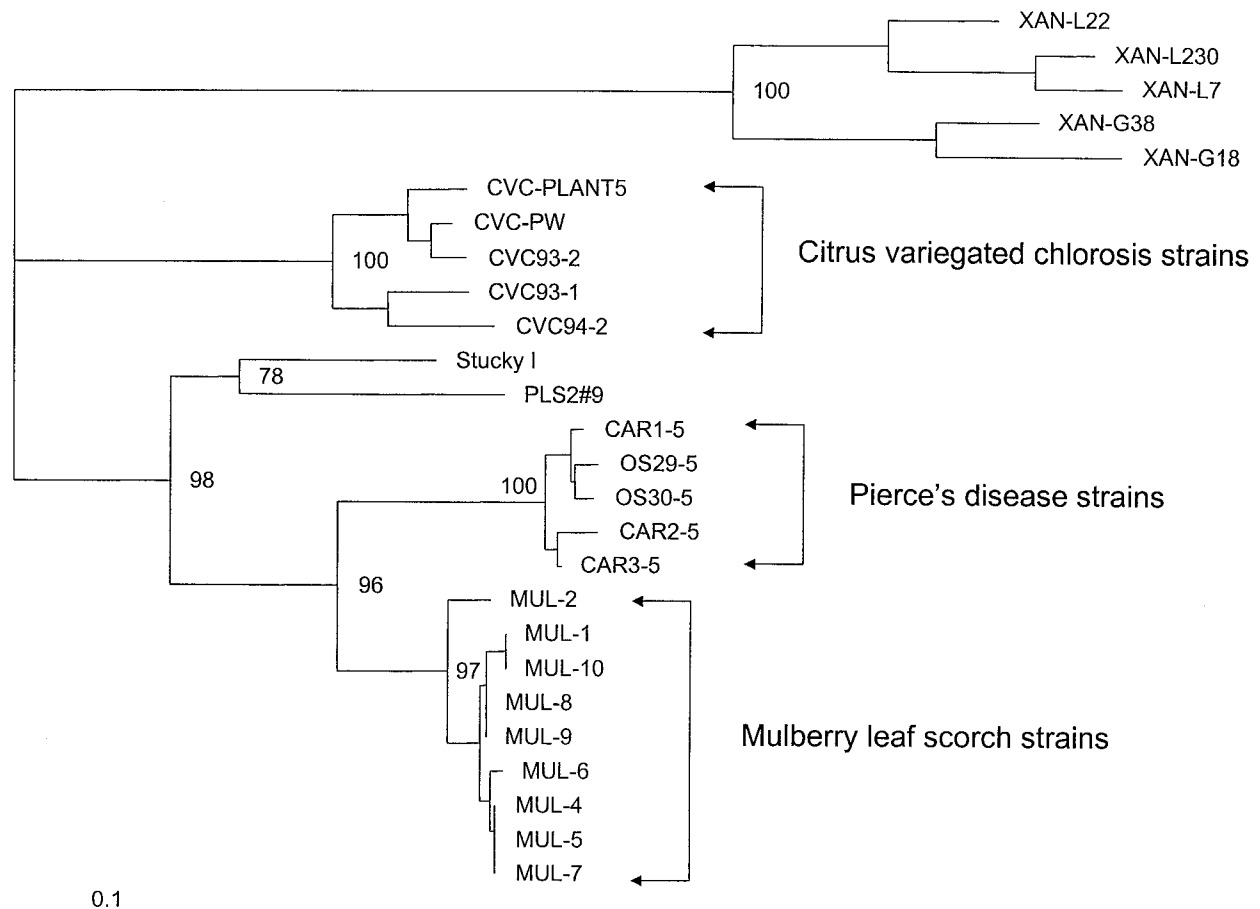 XAN-L22
XAN-L230
XAN-L7
100
XAN-G38
XAN-G18
CVC-PLANT5
CVC-PW
CVC93-2
100
Citrus variegated chlorosis strains
CVC93-1
CVC94-2
Stucky I
78
PLS2#9
CAR1-5
OS29-5
98
100
OS30-5
Pierce's disease strains
CAR2-5
CAR3-5
96
MUL-2
MUL-1
97
MUL-10
MUL-8
MUL-9
Mulberry leaf scorch strains
MUL-6
MUL-4
MUL-5
MUL-7
0.1